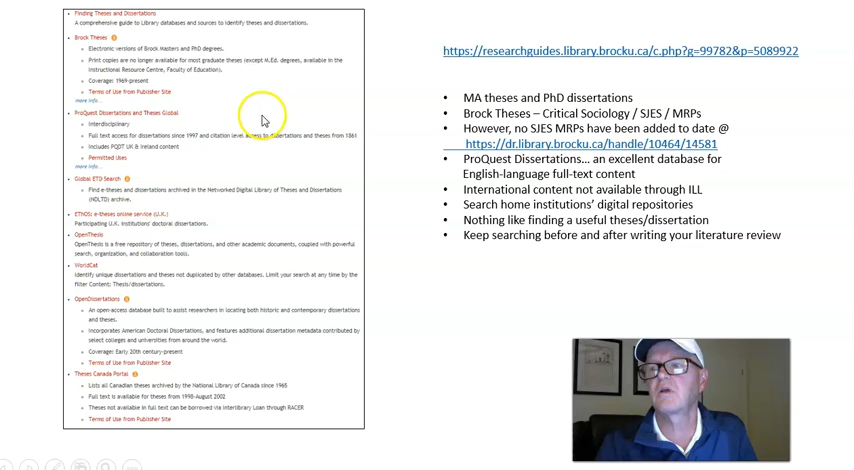 Finding Theses and Dissertations
A comprehensive guide to Library databases and sources to identify theses and dissertations.
Brock Theses
Electronic versions of Brock Masters and PhD degrees.
Print copies are no longer available for most graduate theses (except M.Ed. degrees, available in the
Instructional Resource Centre, Faculty of Education).
Coverage: 1969-present
Terms of Use from Publisher Site
more info...
ProQuest Dissertations and Theses Global
Interdisciplinary
Full text access for dissertations since 1997 and citation level access to dissertations and theses from 1861
Includes PQDT UK & Ireland content
Permitted Uses
more info...
Global ETD Search
Find e-theses and dissertations archived in the Networked Digital Library of Theses and Dissertations
(NDLTD) archive.
ETHOS: e-theses online service (U.K.)
Participating U.K. institutions' doctoral dissertations.
OpenThesis
OpenThesis is a free repository of theses, dissertations, and other academic documents, coupled with powerful
search, organization, and collaboration tools.
WorldCat
Identify unique dissertations and theses not duplicated by other databases. Limit your search at any time by the
filter Content: Thesis/dissertations.
OpenDissertations
An open-access database built to assist researchers in locating both historic and contemporary dissertations
and theses.
Incorporates American Doctoral Dissertations, and features additional dissertation metadata contributed by
select colleges and universities from around the world.
Coverage: Early 20th century-present
Terms of Use from Publisher Site
Theses Canada Portal
Lists all Canadian theses archived by the National Library of Canada since 1965
Full text is available for theses from 1998-August 2002
Theses not available in full text can be borrowed via Interlibrary Loan through RACER
Terms of Use from Publisher Site
https://researchguides.library.brocku.ca/c.php?g=99782&p=5089922
MA theses and PhD dissertations
Brock Theses – Critical Sociology / SJES / MRPs
However, no SJES MRPs have been added to date @
https://dr.library.brocku.ca/handle/10464/14581
ProQuest Dissertations... an excellent database for
English-language full-text content
International content not available through ILL
Search home institutions' digital repositories
Nothing like finding a useful theses/dissertation
Keep searching before and after writing your literature review